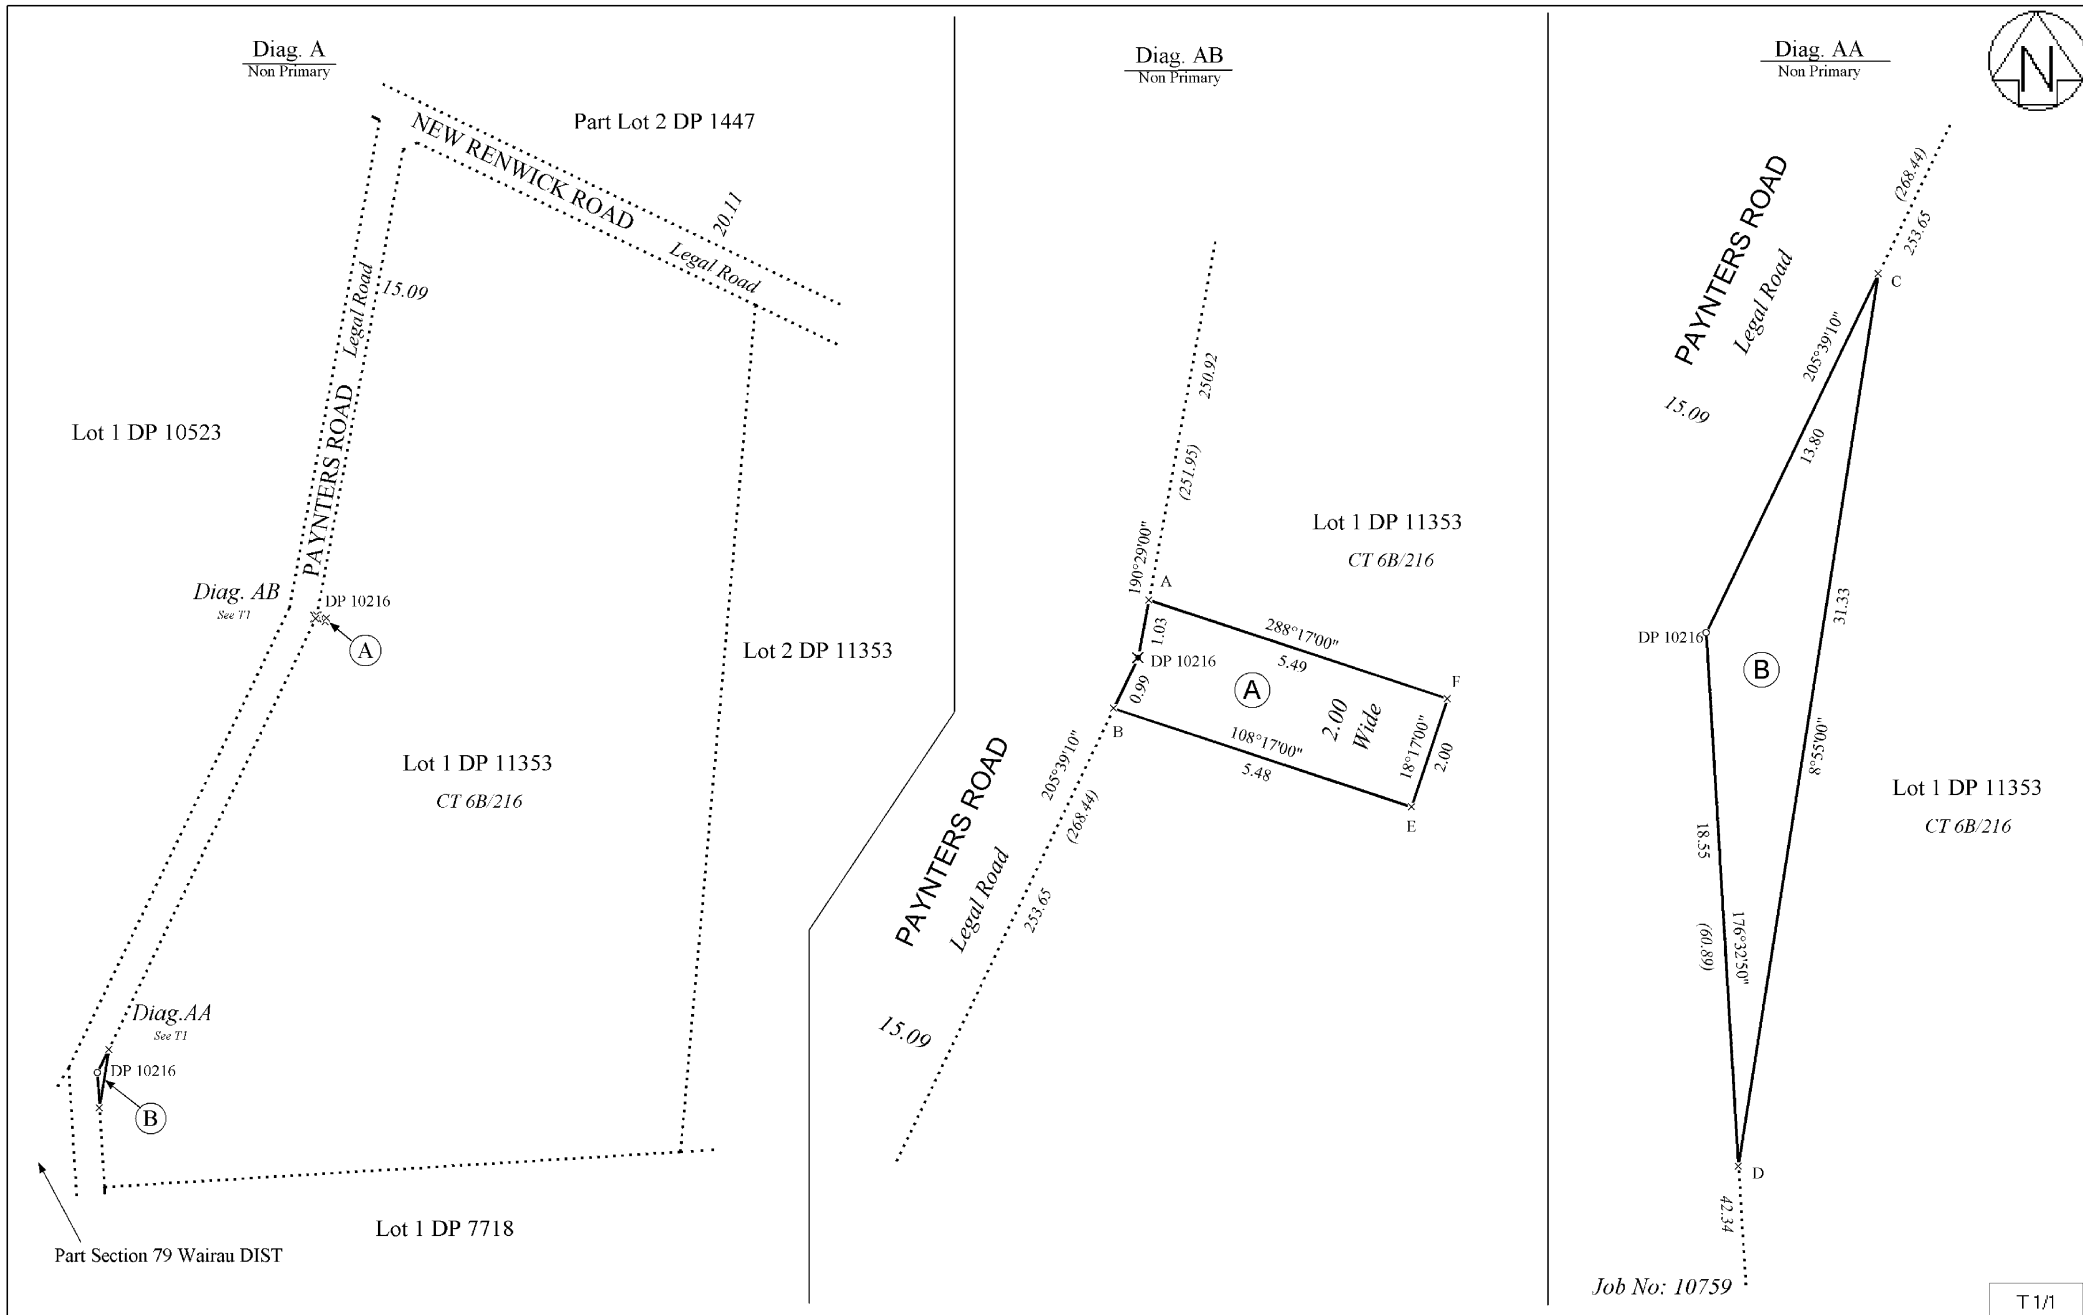 Diag. A
Non Primary
Part Lot 2 DP 1447
NEW RENWICK ROAD
20.11
Legal Road
Legal Road
15.09
PAYNTERS ROAD
Lot 1 DP 10523
Diag. AB
See T1
DP 10216
A
Lot 2 DP 11353
Lot 1 DP 11353
CT 6B/216
Diag.AA
See T1
DP 10216
B
Lot 1 DP 7718
Part Section 79 Wairau DIST
Diag. AB
Non Primary
250.92
(251.95)
190°29'00"
Lot 1 DP 11353
CT 6B/216
A
1.03
288°17'00"
5.49
DP 10216
0.99
A
F
2.00
Wide
B
108°17'00"
5.48
18°17'00"
2.00
E
205°39'10"
(268.44)
253.65
PAYNTERS ROAD
Legal Road
15.09
Diag. AA
Non Primary
N
(268.44)
253.65
PAYNTERS ROAD
Legal Road
C
205°39'10"
15.09
13.80
31.33
DP 10216
B
8°55'00"
Lot 1 DP 11353
CT 6B/216
18.55
176°32'50"
(60.89)
D
42.34
Job No: 10759
T 1/1